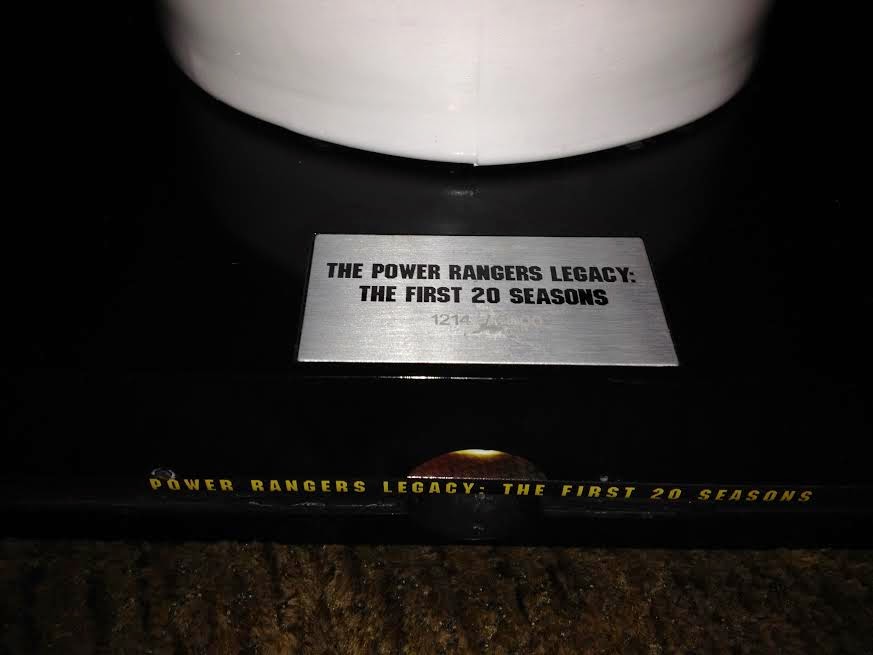 THE POWER RANGERS LEGACY:
THE FIRST 20 SEASONS
1214
POWER RANGERS LEGACY: THE FIRST 20 SEASONS